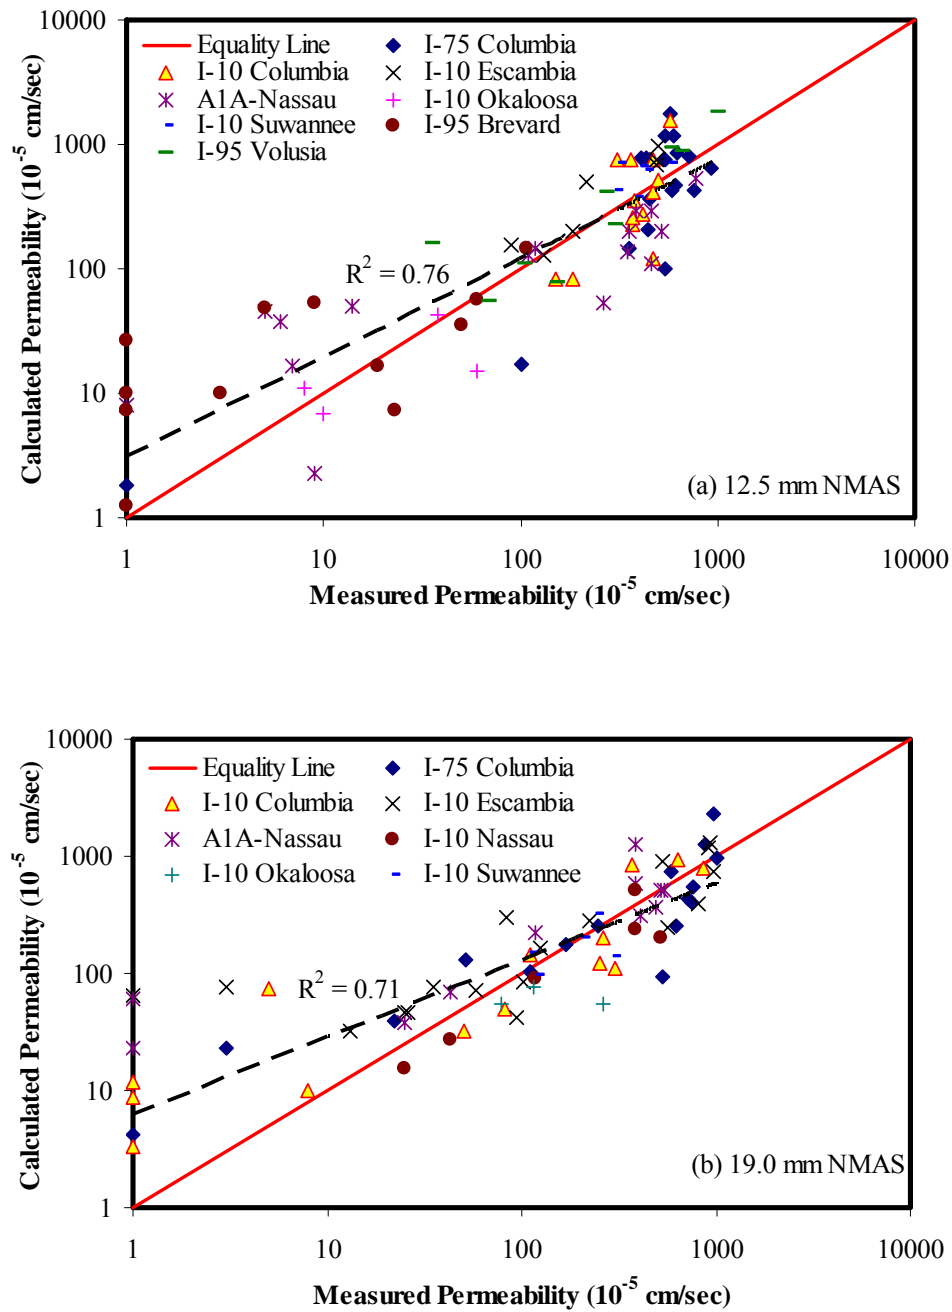 10000
1000
100
10
1
Calculated Permeability (10^-5 cm/sec)
Equality Line
I-75 Columbia
I-10 Columbia
I-10 Escambia
A1A-Nassau
I-10 Okaloosa
I-10 Suwannee
I-95 Brevard
I-95 Volusia
R^2 = 0.76
(a) 12.5 mm NMAS
1 10 100 1000 10000
Measured Permeability (10^-5 cm/sec)
10000
1000
100
10
1
Calculated Permeability (10^-5 cm/sec)
Equality Line
I-75 Columbia
I-10 Columbia
I-10 Escambia
A1A-Nassau
I-10 Nassau
I-10 Okaloosa
I-10 Suwannee
R^2 = 0.71
(b) 19.0 mm NMAS
1 10 100 1000 10000
Measured Permeability (10^-5 cm/sec)